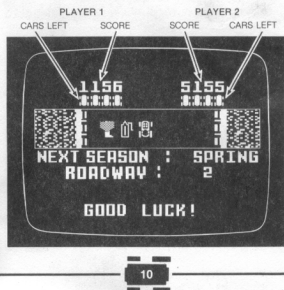 PLAYER 1 PLAYER 2
CARS LEFT SCORE SCORE CARS LEFT
1156 5155
NEXT SEASON : SPRING
ROADWAY : 2
GOOD LUCK!
10